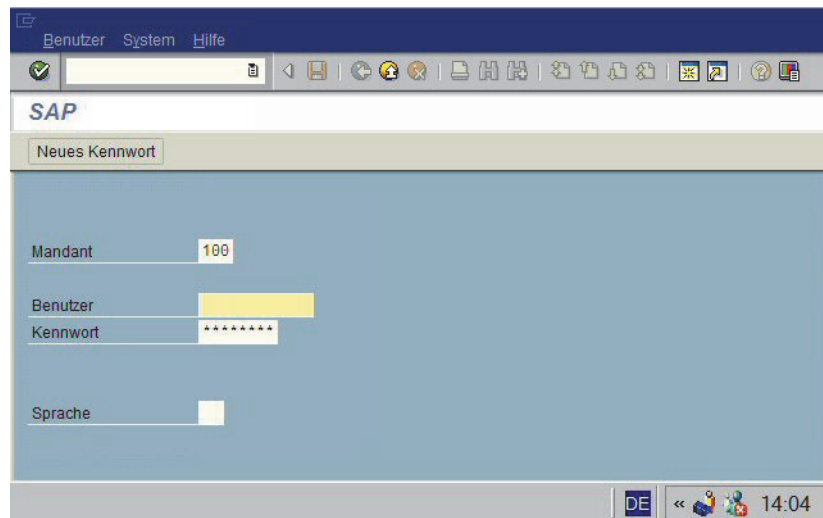 Benutzer System Hilfe
SAP
Neues Kennwort
Mandant 100
Benutzer
Kennwort ********
Sprache
DE « 14:04